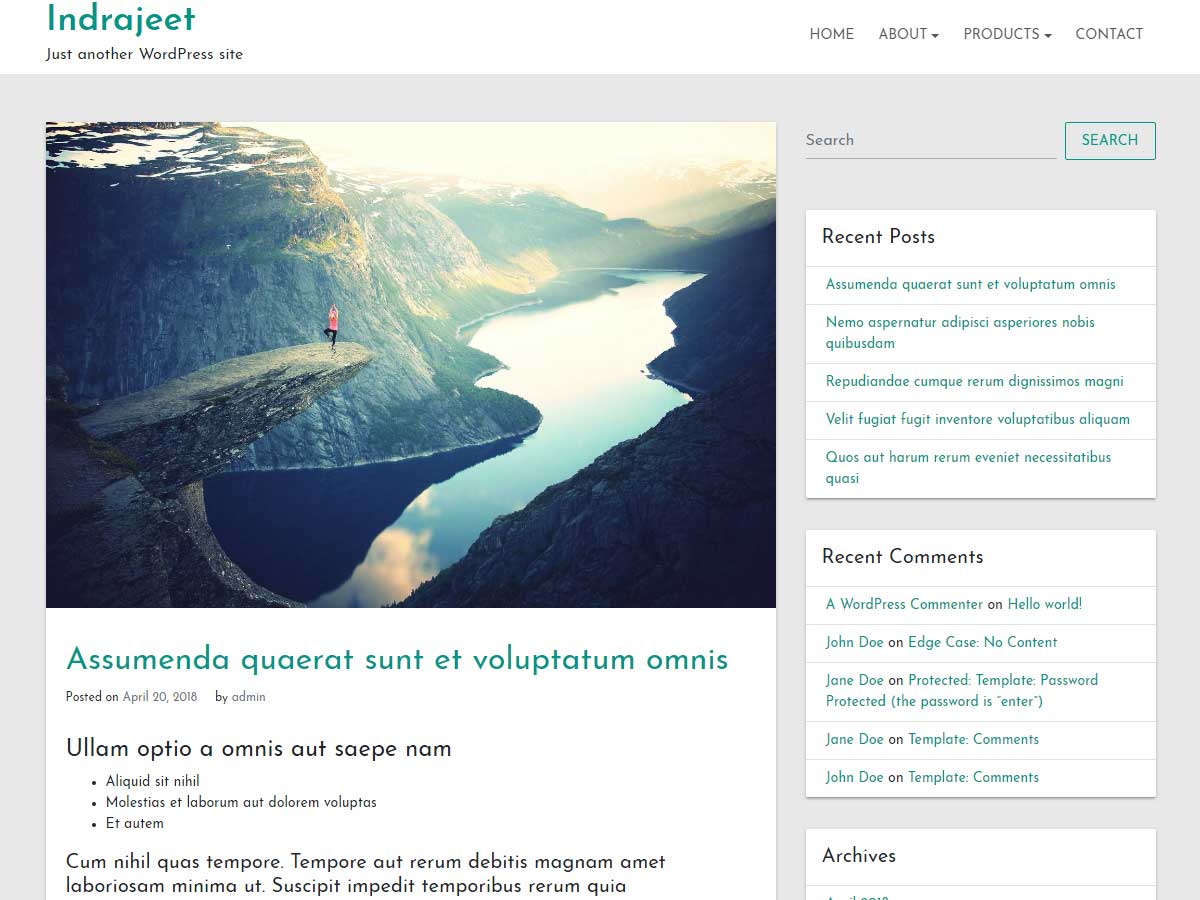 Indrajeet
Just another WordPress site
HOME ABOUT PRODUCTS CONTACT
Assumenda quaerat sunt et voluptatum omnis
Posted on April 20, 2018 by admin
Ullam optio a omnis aut saepe nam
Aliquid sit nihil
Molestias et laborum aut dolorem voluptas
Et autem
Cum nihil quas tempore. Tempore aut rerum debitis magnam amet
laboriosam minima ut. Suscipit impedit temporibus rerum quia
Search SEARCH
Recent Posts
Assumenda quaerat sunt et voluptatum omnis
Nemo aspernatur adipisci asperiores nobis
quibusdam
Repudiandae cumque rerum dignissimos magni
Velit fugiat fugit inventore voluptatibus aliquam
Quos aut harum rerum eveniet necessitatibus
quasi
Recent Comments
A WordPress Commenter on Hello world!
John Doe on Edge Case: No Content
Jane Doe on Protected: Template: Password
Protected (the password is “enter”)
Jane Doe on Template: Comments
John Doe on Template: Comments
Archives